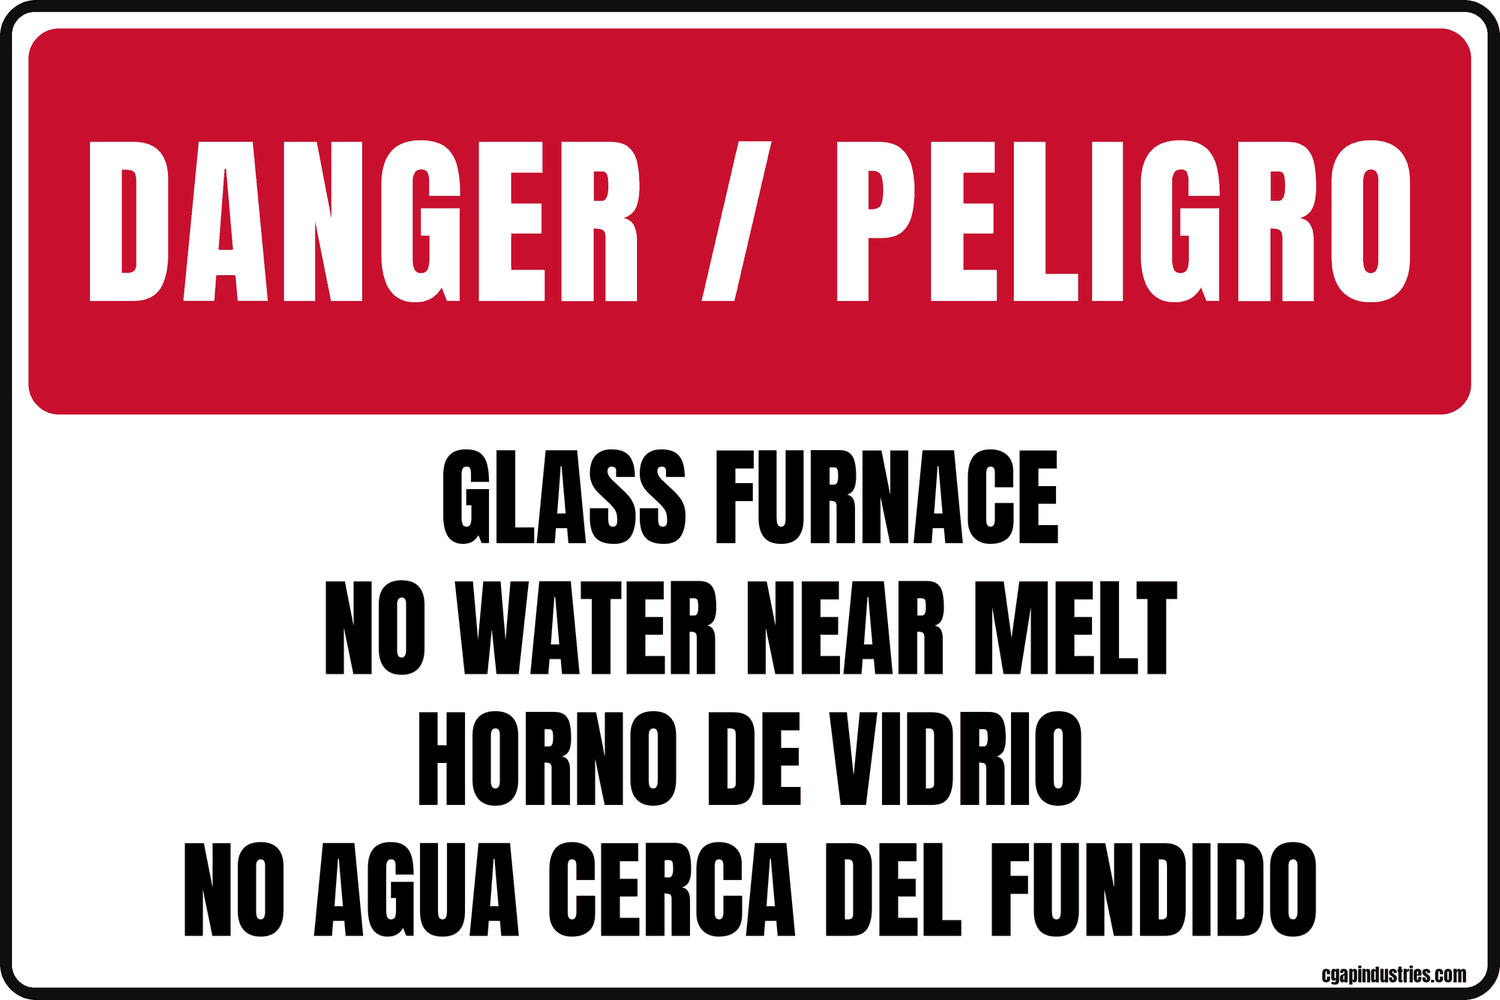 DANGER / PELIGRO
GLASS FURNACE
NO WATER NEAR MELT
HORNO DE VIDRIO
NO AGUA CERCA DEL FUNDIDO
cgapindustries.com